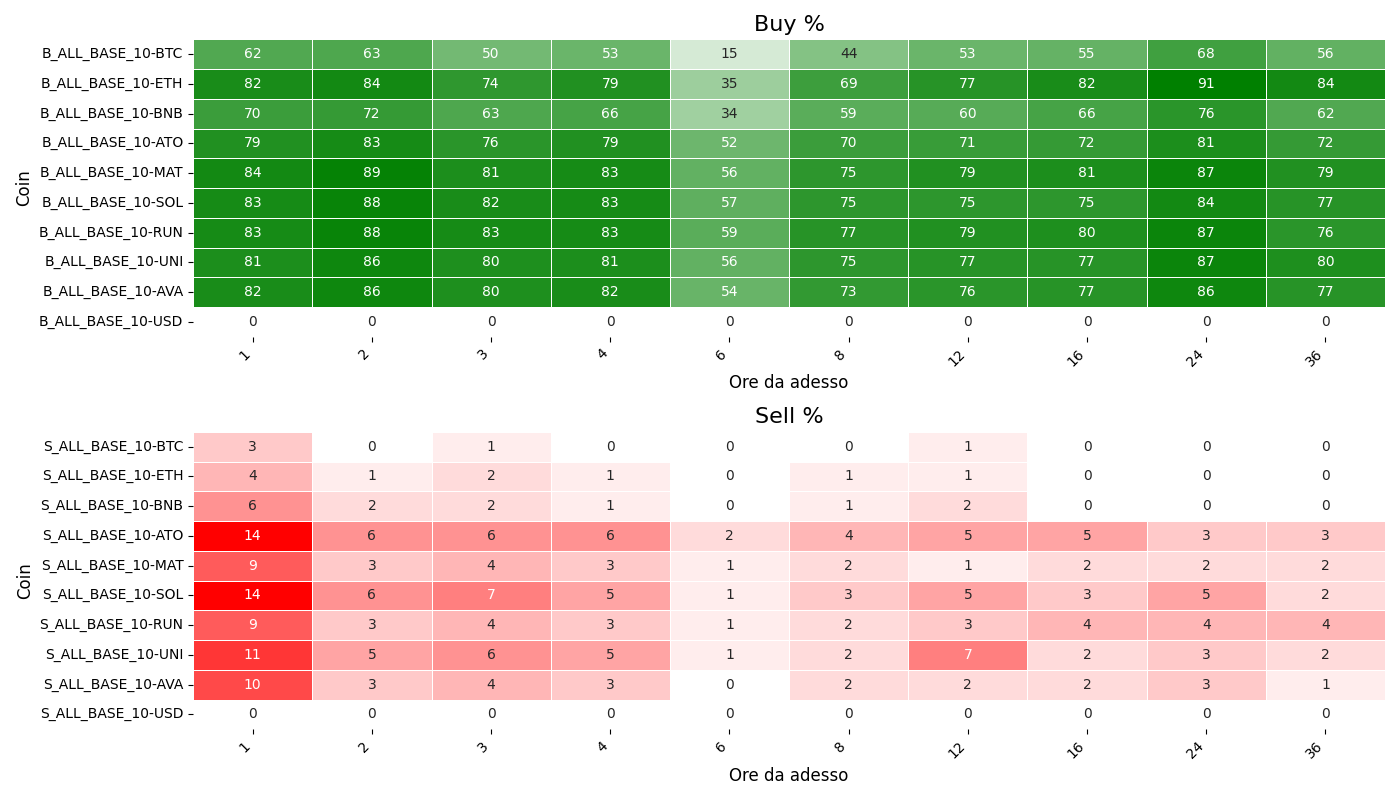 Buy %
Coin
B_ALL_BASE_10-BTC 62 63 50 53 15 44 53 55 68 56
B_ALL_BASE_10-ETH 82 84 74 79 35 69 77 82 91 84
B_ALL_BASE_10-BNB 70 72 63 66 34 59 60 66 76 62
B_ALL_BASE_10-ATO 79 83 76 79 52 70 71 72 81 72
B_ALL_BASE_10-MAT 84 89 81 83 56 75 79 81 87 79
B_ALL_BASE_10-SOL 83 88 82 83 57 75 75 75 84 77
B_ALL_BASE_10-RUN 83 88 83 83 59 77 79 80 87 76
B_ALL_BASE_10-UNI 81 86 80 81 56 75 77 77 87 80
B_ALL_BASE_10-AVA 82 86 80 82 54 73 76 77 86 77
B_ALL_BASE_10-USD 0 0 0 0 0 0 0 0 0 0
1 2 3 4 6 8 12 16 24 36
Ore da adesso
Sell %
Coin
S_ALL_BASE_10-BTC 3 0 1 0 0 0 1 0 0 0
S_ALL_BASE_10-ETH 4 1 2 1 0 1 1 0 0 0
S_ALL_BASE_10-BNB 6 2 2 1 0 1 2 0 0 0
S_ALL_BASE_10-ATO 14 6 6 6 2 4 5 5 3 3
S_ALL_BASE_10-MAT 9 3 4 3 1 2 1 2 2 2
S_ALL_BASE_10-SOL 14 6 7 5 1 3 5 3 5 2
S_ALL_BASE_10-RUN 9 3 4 3 1 2 3 4 4 4
S_ALL_BASE_10-UNI 11 5 6 5 1 2 7 2 3 2
S_ALL_BASE_10-AVA 10 3 4 3 0 2 2 2 3 1
S_ALL_BASE_10-USD 0 0 0 0 0 0 0 0 0 0
1 2 3 4 6 8 12 16 24 36
Ore da adesso